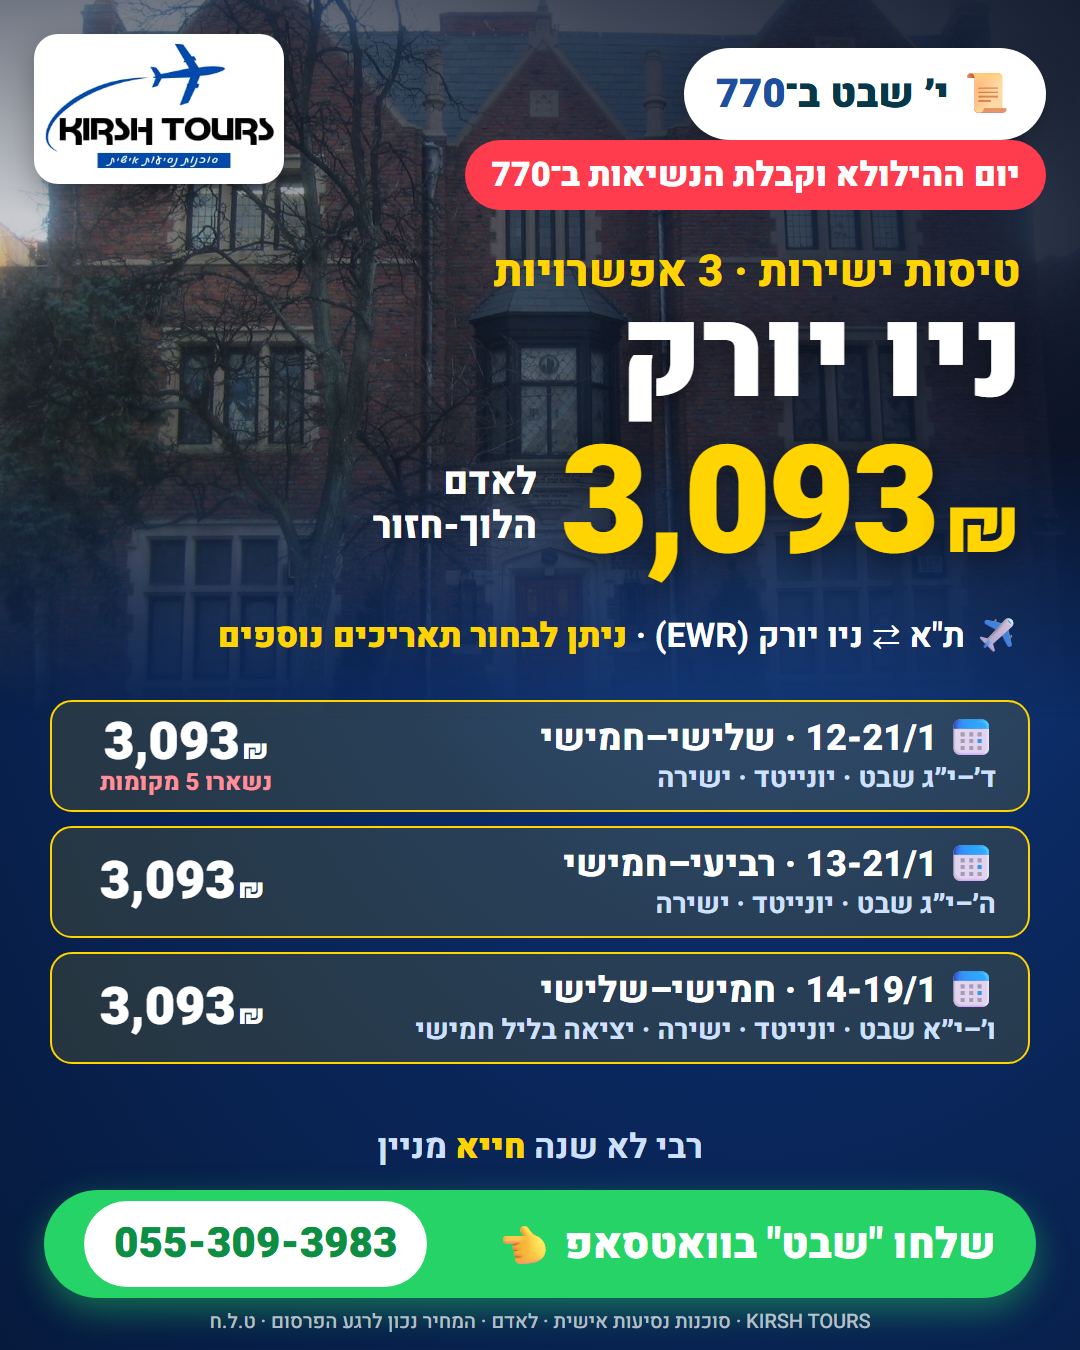 KIRSH TOURS
סוכנות נסיעות אישית
י׳ שבט ב־770
יום ההילולא וקבלת הנשיאות ב־770
טיסות ישירות · 3 אפשרויות
ניו יורק
₪3,093
לאדם
הלוך-חזור
ת"א ⇄ ניו יורק (EWR) · ניתן לבחור תאריכים נוספים
12-21/1 · שלישי–חמישי
ד׳–י״ג שבט · יונייטד · ישירה
₪3,093
נשארו 5 מקומות
13-21/1 · רביעי–חמישי
ה׳–י״ג שבט · יונייטד · ישירה
₪3,093
14-19/1 · חמישי–שלישי
ו׳–י״א שבט · יונייטד · ישירה · יציאה בליל חמישי
₪3,093
רבי לא שנה חייא מניין
שלחו "שבט" בוואטסאפ 👈 055-309-3983
KIRSH TOURS · סוכנות נסיעות אישית · לאדם · המחיר נכון לרגע הפרסום · ט.ל.ח